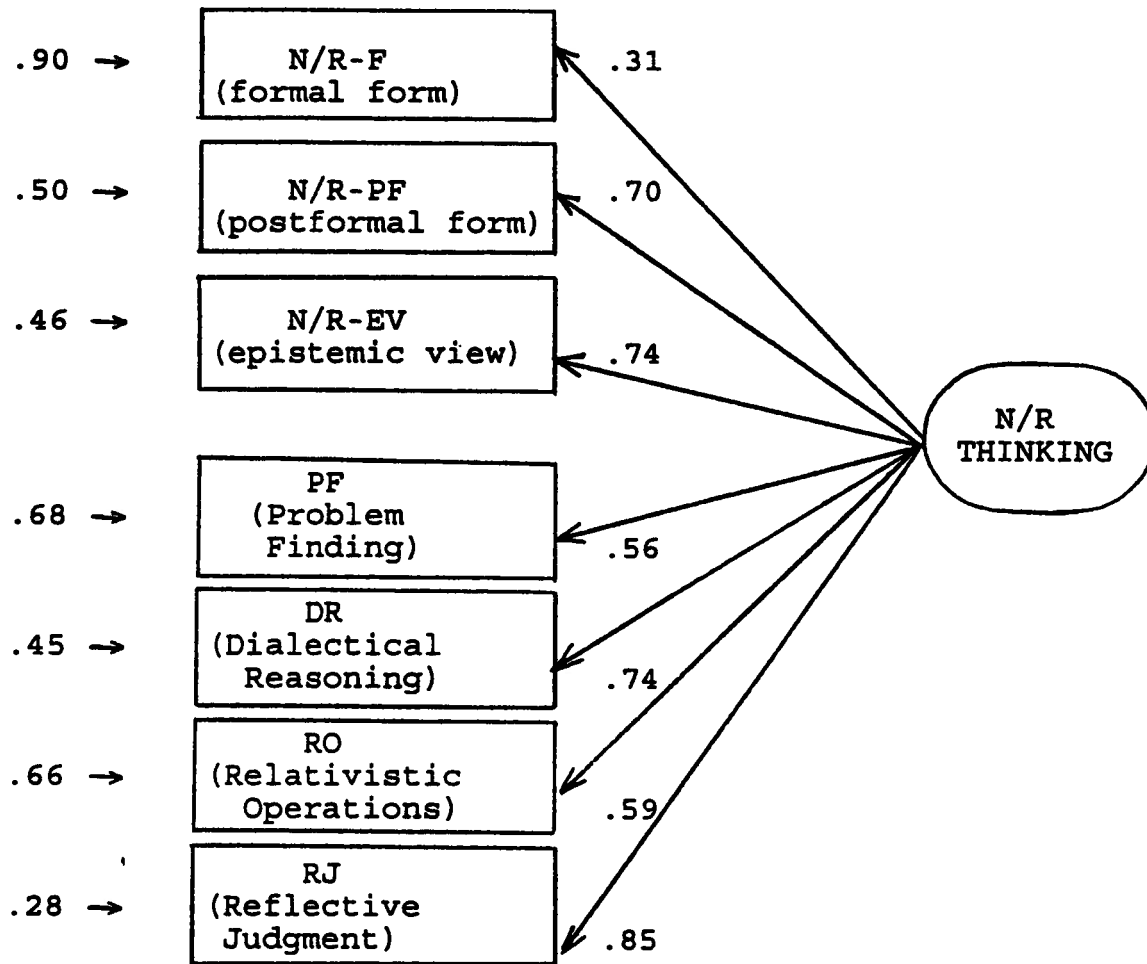 N/R-F
.90 → (formal form) .31
N/R-PF
.50 → (postformal form) .70
N/R-EV
.46 → (epistemic view) .74
N/R
THINKING
PF
.68 → (Problem
Finding) .56
DR
.45 → (Dialectical
Reasoning) .74
RO
.66 → (Relativistic
Operations) .59
RJ
.28 → (Reflective
Judgment) .85